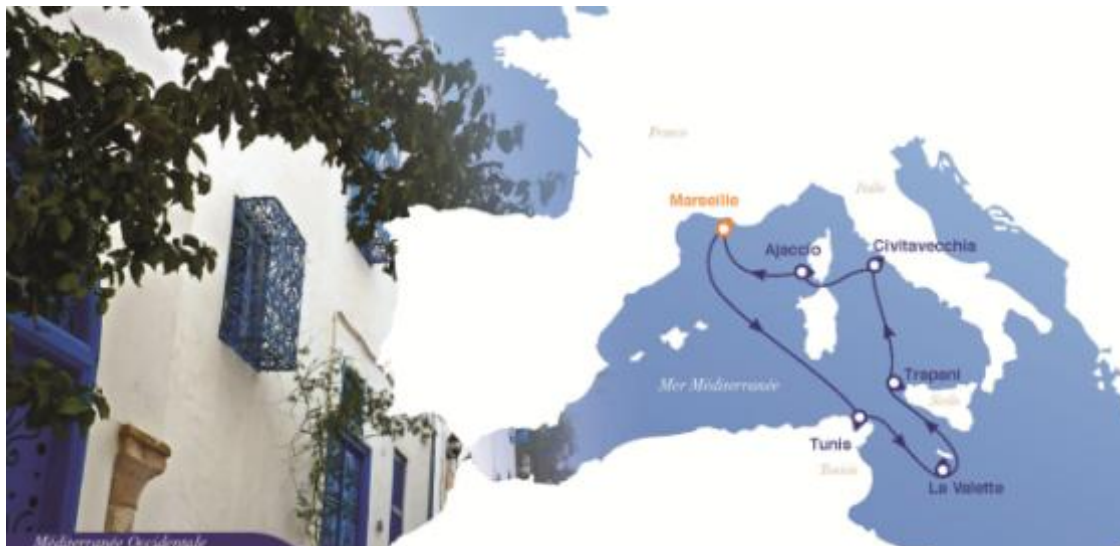 France
Italie
Marseille
Ajaccio
Civitavecchia
Mer Méditerranée
Trapani
Sicile
Tunis
Tunisie
La Valette
Méditerranée Occidentale